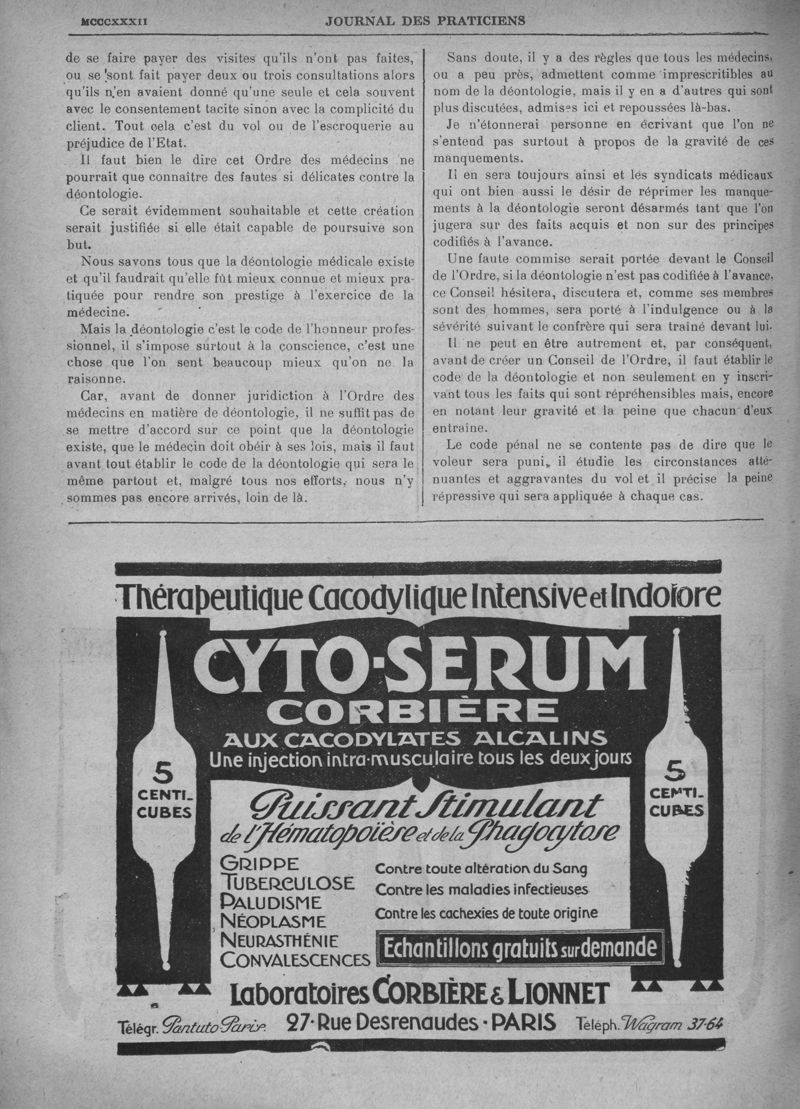 MCCCXXXII
JOURNAL DES PRATICIENS
de se faire payer des visites qu'ils n'ont pas faites,
ou se sont fait payer deux ou trois consultations alors
qu'ils n'en avaient donné qu'une seule et cela souvent
avec le consentement tacite sinon avec la complicité du
client. Tout cela c'est du vol ou de l'escroquerie au
préjudice de l'Etat.
Il faut bien le dire cet Ordre des médecins ne
pourrait que connaître des fautes si délicates contre la
déontologie.
Ce serait évidemment souhaitable et cette création
serait justifiée si elle était capable de poursuive son
but.
Nous savons tous que la déontologie médicale existe
et qu'il faudrait qu'elle fût mieux connue et mieux pra-
tiquée pour rendre son prestige à l'exercice de la
médecine.
Mais la déontologie c'est le code de l'honneur profes-
sionnel, il s'impose surtout à la conscience, c'est une
chose que l'on sent beaucoup mieux qu'on ne la
raisonne.
Car, avant de donner juridiction à l'Ordre des
médecins en matière de déontologie, il ne suffit pas de
se mettre d'accord sur ce point que la déontologie
existe, que le médecin doit obéir à ses lois, mais il faut
avant tout établir le code de la déontologie qui sera le
même partout et, malgré tous nos efforts, nous n'y
sommes pas encore arrivés, loin de là.
Sans doute, il y a des règles que tous les médecins,
ou a peu près, admettent comme imprescritibles au
nom de la déontologie, mais il y en a d'autres qui sont
plus discutées, admises ici et repoussées là-bas.
Je n'étonnerai personne en écrivant que l'on ne
s'entend pas surtout à propos de la gravité de ces
manquements.
Il en sera toujours ainsi et les syndicats médicaux
qui ont bien aussi le désir de réprimer les manque-
ments à la déontologie seront désarmés tant que l'on
jugera sur des faits acquis et non sur des principes
codifiés à l'avance.
Une faute commise serait portée devant le Conseil
de l'Ordre, si la déontologie n'est pas codifiée à l'avance,
ce Conseil hésitera, discutera et, comme ses membres
sont des hommes, sera porté à l'indulgence ou à la
sévérité suivant le confrère qui sera traîné devant lui.
Il ne peut en être autrement et, par conséquent,
avant de créer un Conseil de l'Ordre, il faut établir le
code de la déontologie et non seulement en y inscri-
vant tous les faits qui sont répréhensibles mais, encore
en notant leur gravité et la peine que chacun d'eux
entraîne.
Le code pénal ne se contente pas de dire que le
voleur sera puni, il étudie les circonstances atté-
nuantes et aggravantes du vol et il précise la peine
répressive qui sera appliquée à chaque cas.
Thérapeutique Cacodylique Intensive et Indolore
CYTO-SERUM
CORBIÈRE
AUX CACODYLATES ALCALINS
Une injection intra-musculaire tous les deux jours
5
CENTI-
CUBES
5
CENTI-
CUBES
Puissant Stimulant
de l'Hématopoïèse et de la Phagocytose
GRIPPE
TUBERCULOSE
PALUDISME
NÉOPLASME
NEURASTHÉNIE
CONVALESCENCES
Contre toute altération du Sang
Contre les maladies infectieuses
Contre les cachexies de toute origine
Echantillons gratuits sur demande
Laboratoires CORBIÈRE & LIONNET
Télégr. Pantuto-Paris. 27-Rue Desrenaudes - PARIS Téléph. Wagram 37-64